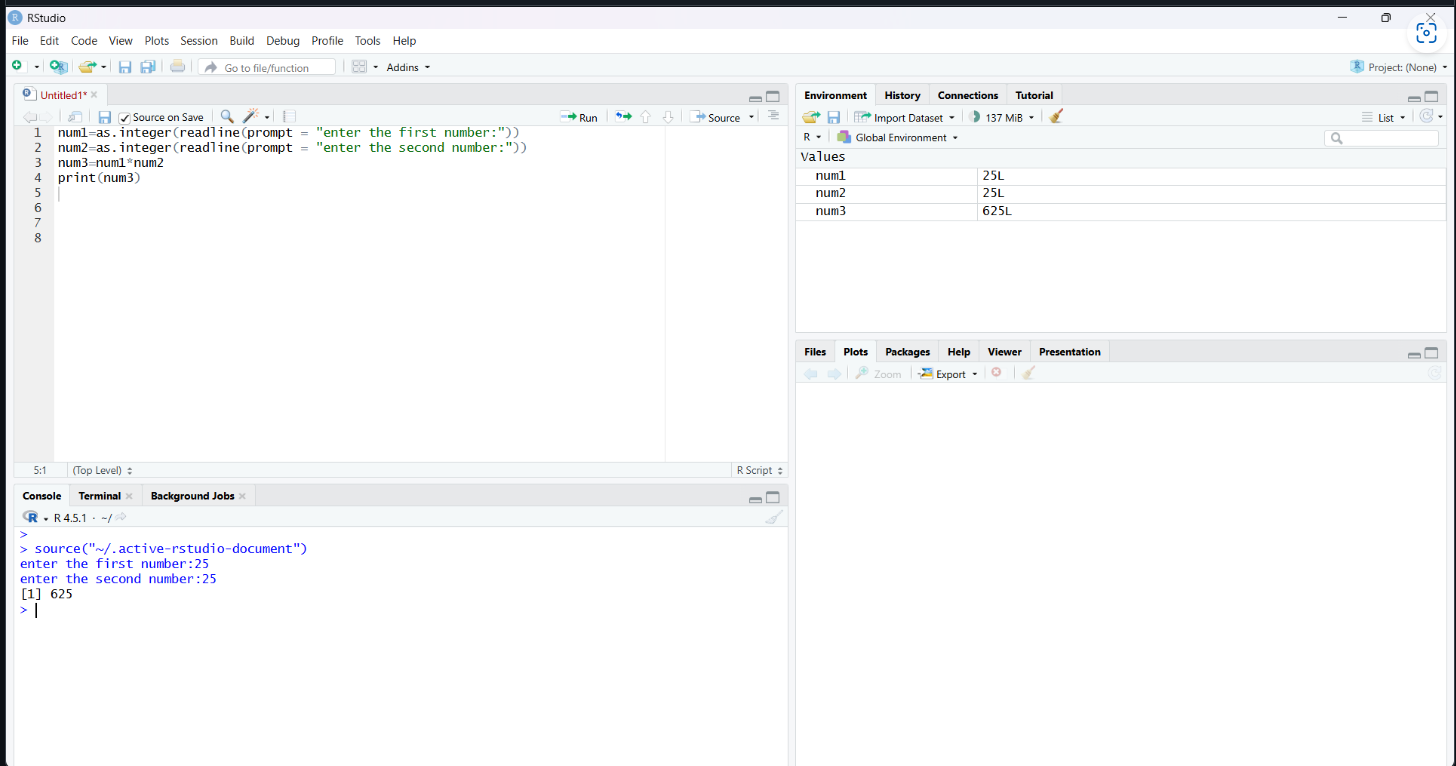 RStudio
File Edit Code View Plots Session Build Debug Profile Tools Help
Go to file/function Addins Project: (None)
Untitled1*
Source on Save Run Source
1 num1=as.integer(readline(prompt = "enter the first number:"))
2 num2=as.integer(readline(prompt = "enter the second number:"))
3 num3=num1*num2
4 print(num3)
5
6
7
8
5:1 (Top Level) R Script
Console Terminal Background Jobs
R 4.5.1 · ~/
>
> source("~/.active-rstudio-document")
enter the first number:25
enter the second number:25
[1] 625
>
Environment History Connections Tutorial
Import Dataset 137 MiB List
R Global Environment
Values
num1 25L
num2 25L
num3 625L
Files Plots Packages Help Viewer Presentation
Zoom Export